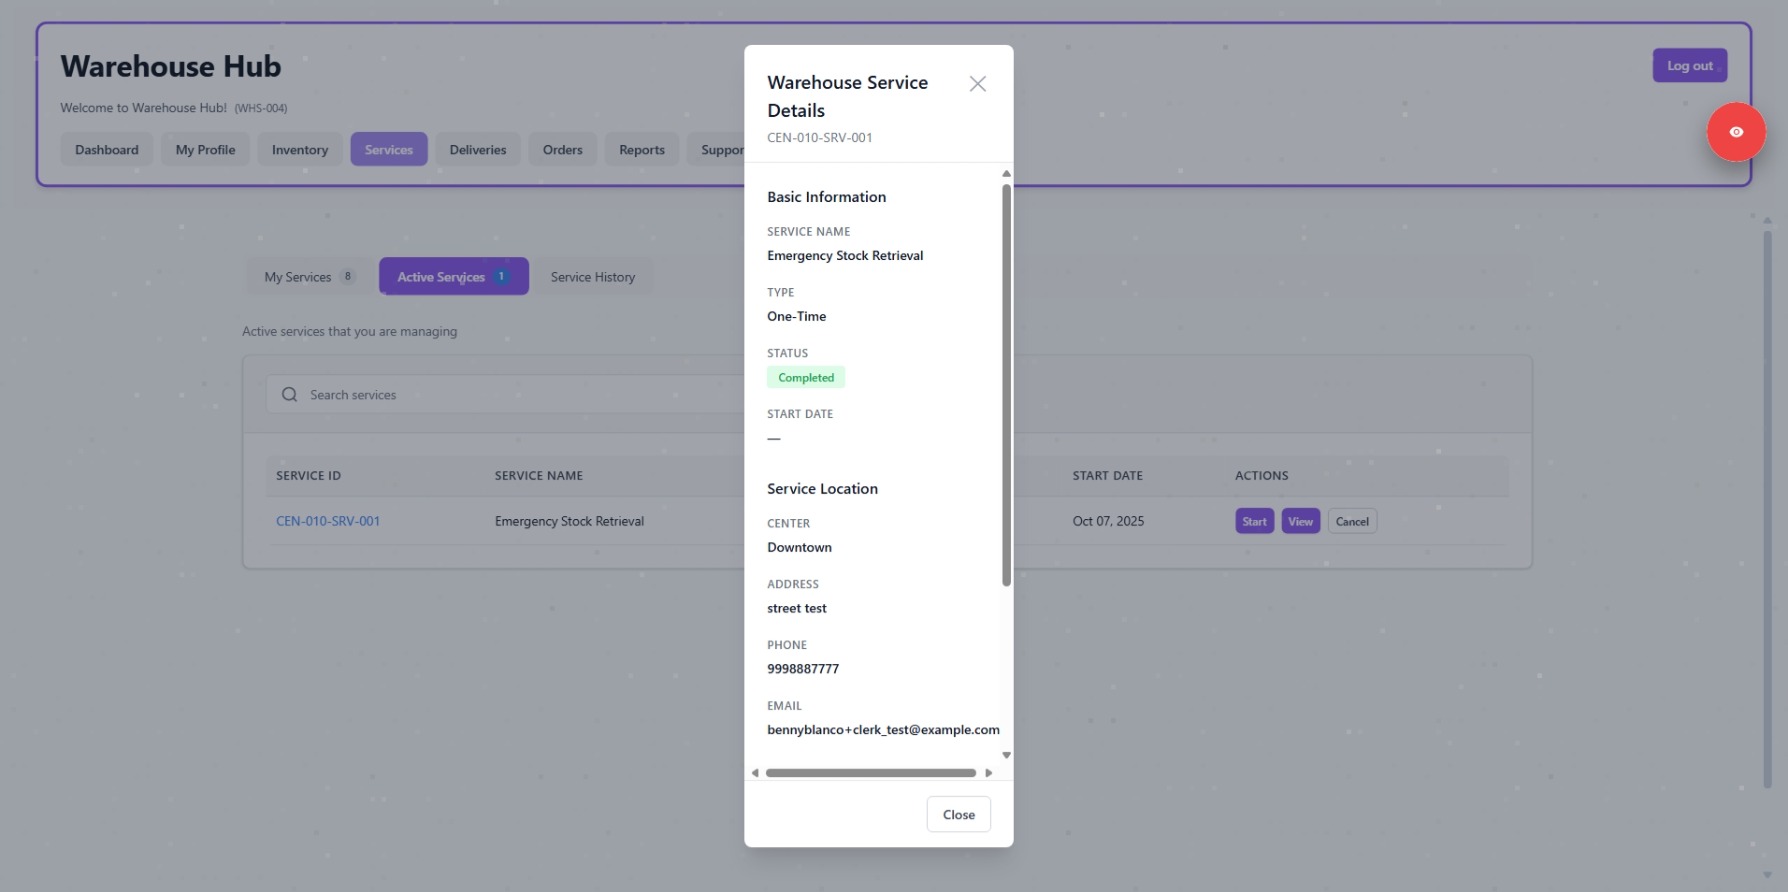 Warehouse Hub
Log out
Welcome to Warehouse Hub! (WHS-004)
Dashboard
My Profile
Inventory
Services
Deliveries
Orders
Reports
My Services 8
Active Services 1
Service History
Active services that you are managing
Search services
SERVICE ID
SERVICE NAME
START DATE
ACTIONS
CEN-010-SRV-001
Emergency Stock Retrieval
Oct 07, 2025
Start
View
Cancel
Warehouse Service
Details
CEN-010-SRV-001
Basic Information
SERVICE NAME
Emergency Stock Retrieval
TYPE
One-Time
STATUS
Completed
START DATE
—
Service Location
CENTER
Downtown
ADDRESS
street test
PHONE
9998887777
EMAIL
bennyblanco+clerk_test@example.com
Close